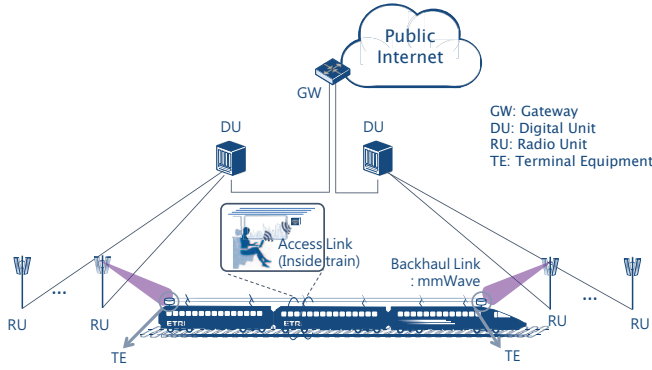 Public
Internet
GW
GW: Gateway
DU: Digital Unit
RU: Radio Unit
TE: Terminal Equipment
DU
DU
Access Link
(Inside train)
Backhaul Link
: mmWave
...
...
RU
RU
RU
RU
ETRI
ETRI
TE
TE